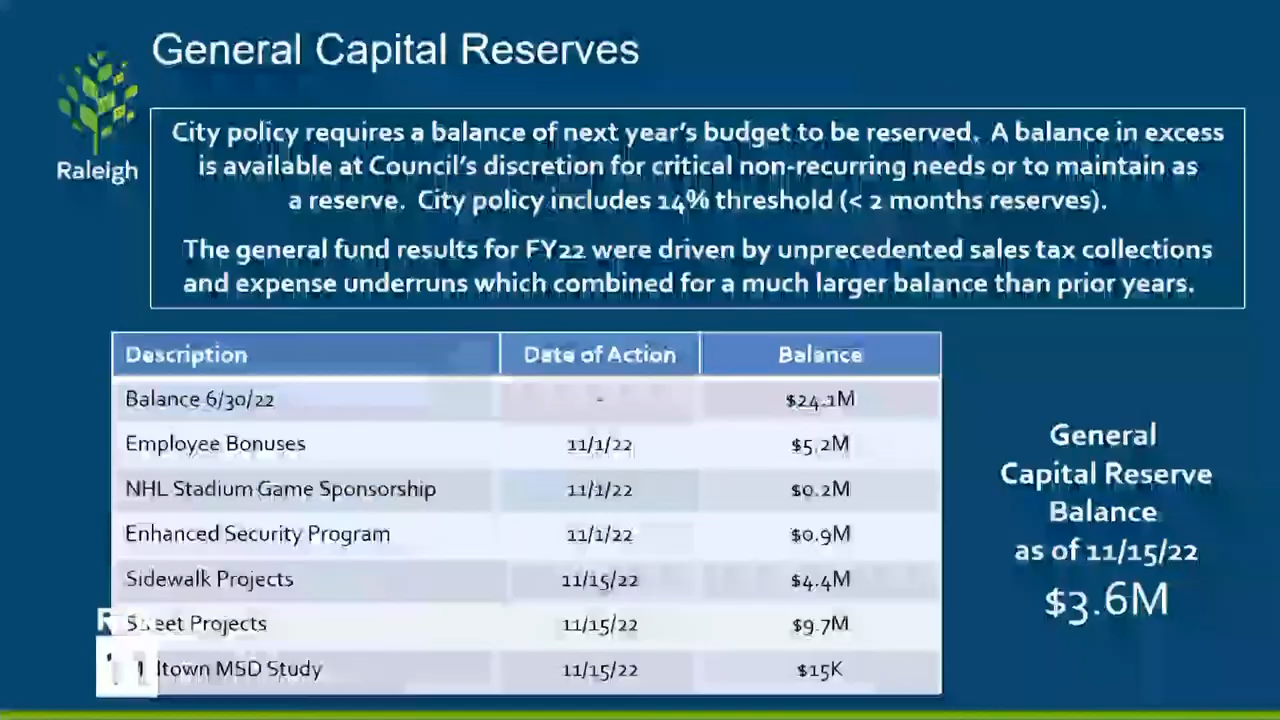 General Capital Reserves
Raleigh
City policy requires a balance of next year's budget to be reserved. A balance in excess
is available at Council's discretion for critical non-recurring needs or to maintain as
a reserve. City policy includes 14% threshold (< 2 months reserves).
The general fund results for FY22 were driven by unprecedented sales tax collections
and expense underruns which combined for a much larger balance than prior years.
Description Date of Action Balance
Balance 6/30/22 - $24.1M
Employee Bonuses 11/1/22 $5.2M
NHL Stadium Game Sponsorship 11/1/22 $0.2M
Enhanced Security Program 11/1/22 $0.9M
Sidewalk Projects 11/15/22 $4.4M
Street Projects 11/15/22 $9.7M
MSD Study 11/15/22 $15K
General
Capital Reserve
Balance
as of 11/15/22
$3.6M
11